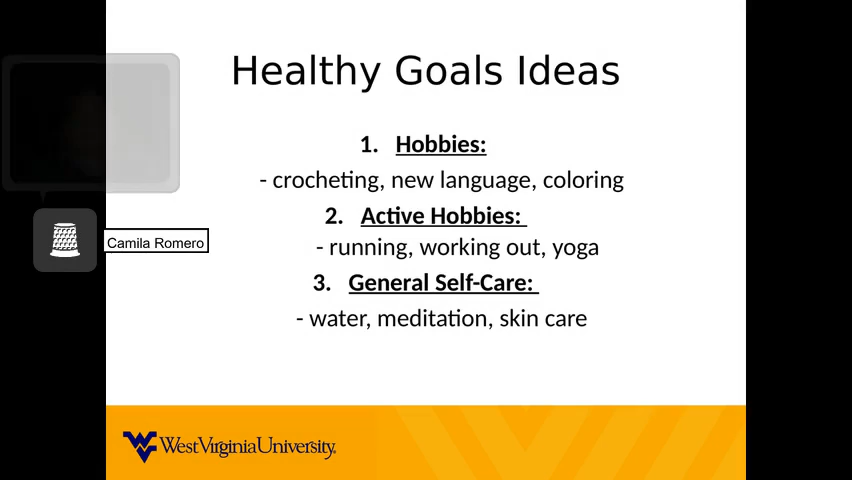 Healthy Goals Ideas
1. Hobbies:
- crocheting, new language, coloring
2. Active Hobbies:
- running, working out, yoga
Camila Romero
3. General Self-Care:
- water, meditation, skin care
WestVirginiaUniversity.